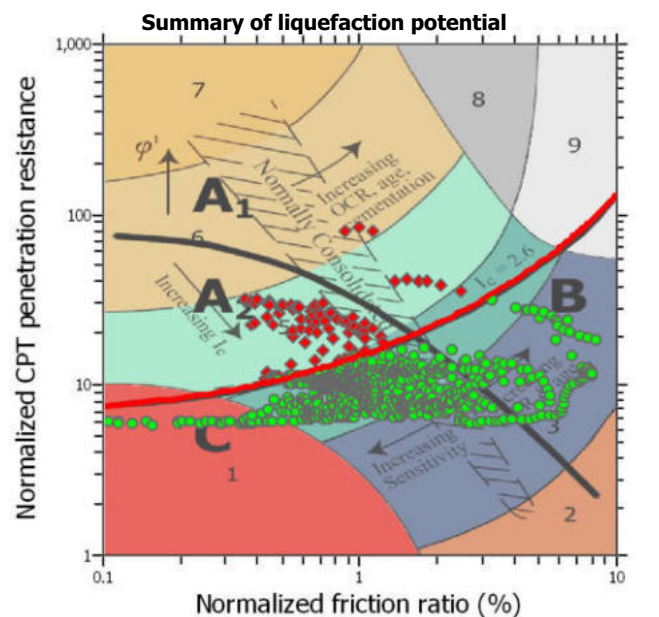 Summary of liquefaction potential
Normalized CPT penetration resistance
1,000
100
10
1
7
8
9
φ'
Increasing
OCR, age,
cementation
A1
6
Normally Consolidated
Ic = 2.6
A2
5
B
Increasing Ic
C
1
Increasing
Sensitivity
3
2
0.1
1
10
Normalized friction ratio (%)